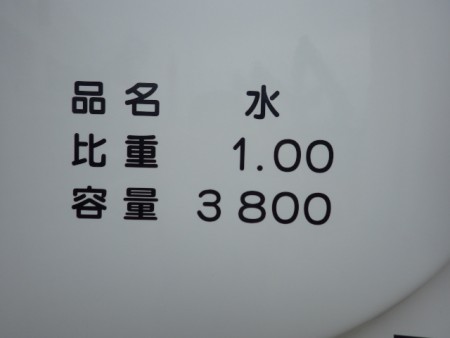 品名 水
比重 1.00
容量 3800